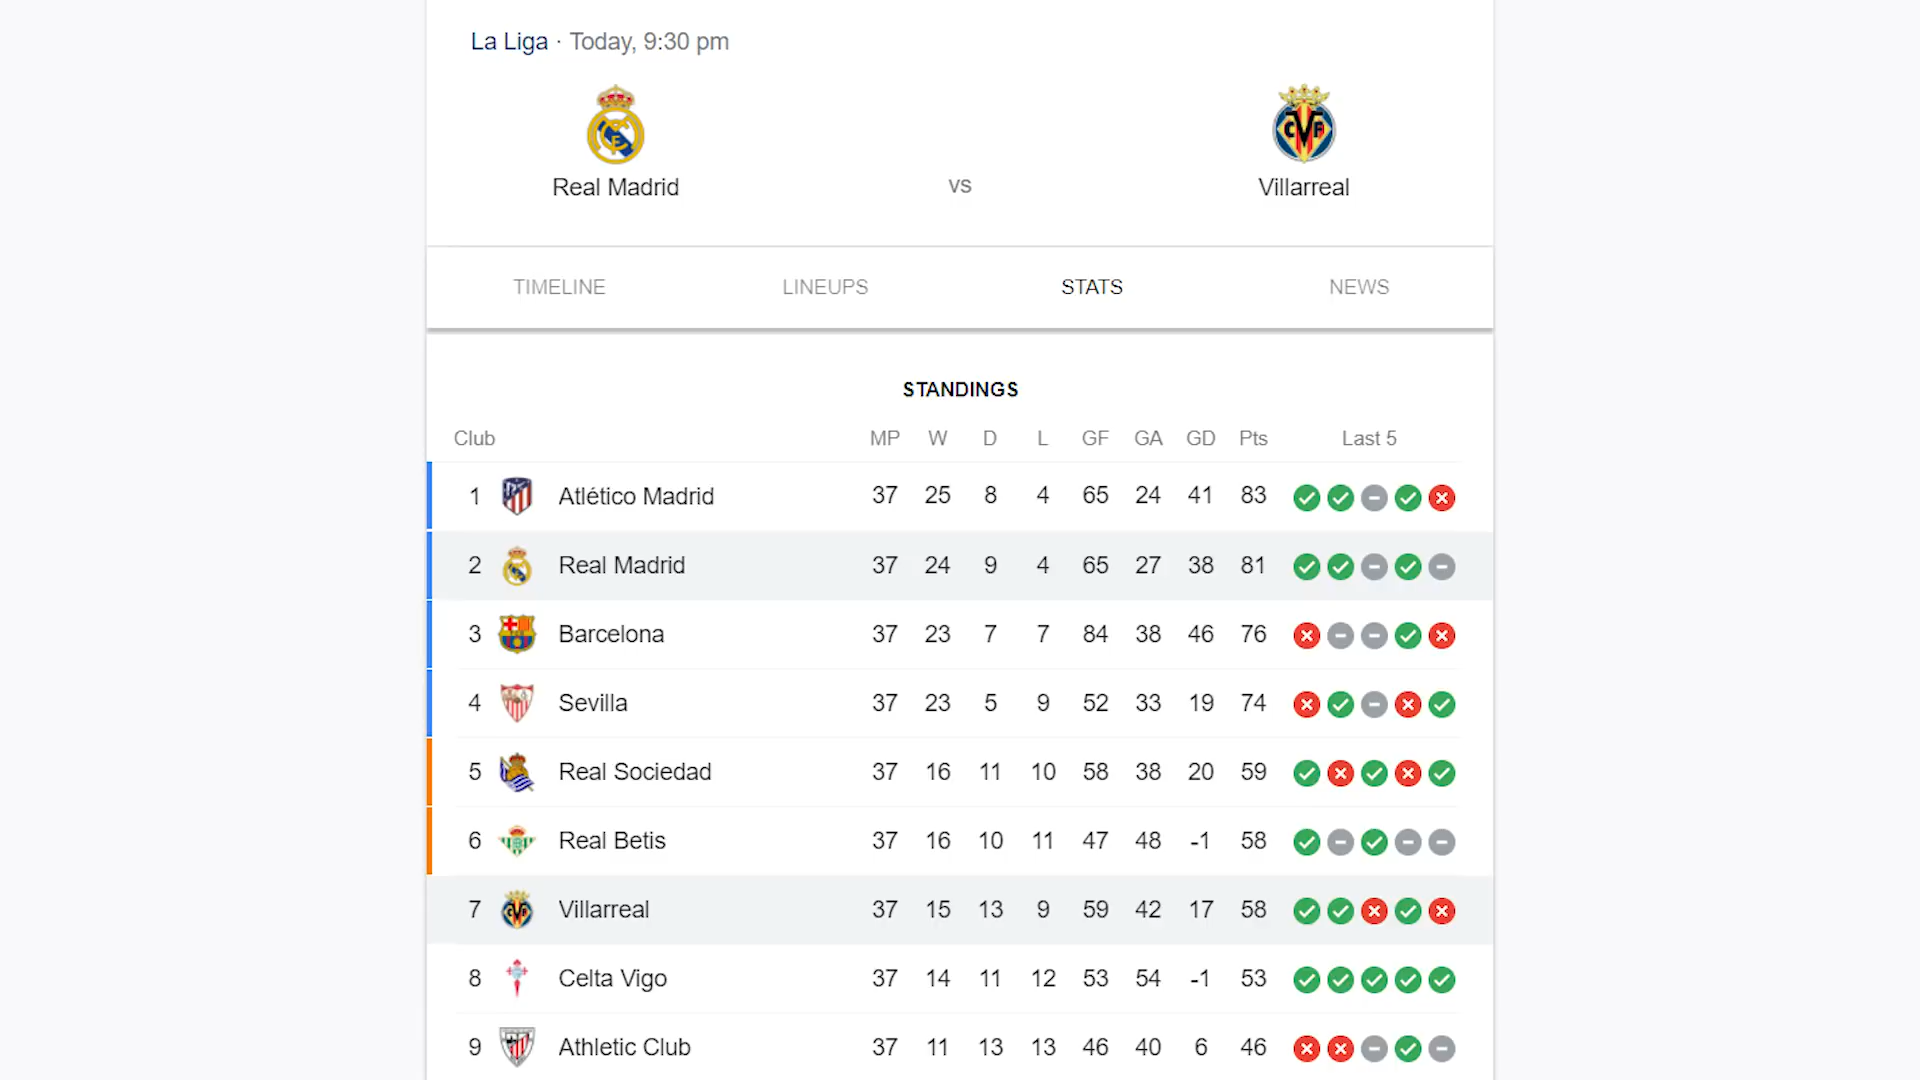 La Liga · Today, 9:30 pm
Real Madrid vs Villarreal
TIMELINE LINEUPS STATS NEWS
STANDINGS
Club MP W D L GF GA GD Pts Last 5
1 Atlético Madrid 37 25 8 4 65 24 41 83
2 Real Madrid 37 24 9 4 65 27 38 81
3 Barcelona 37 23 7 7 84 38 46 76
4 Sevilla 37 23 5 9 52 33 19 74
5 Real Sociedad 37 16 11 10 58 38 20 59
6 Real Betis 37 16 10 11 47 48 -1 58
7 Villarreal 37 15 13 9 59 42 17 58
8 Celta Vigo 37 14 11 12 53 54 -1 53
9 Athletic Club 37 11 13 13 46 40 6 46